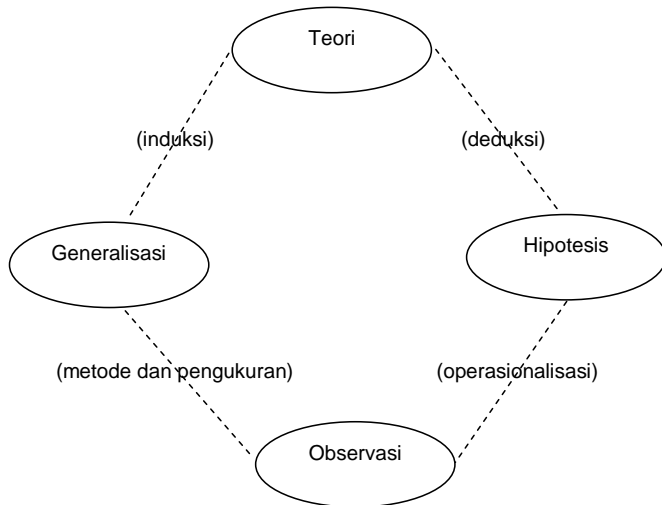 Teori
(induksi)
(deduksi)
Generalisasi
Hipotesis
(metode dan pengukuran)
(operasionalisasi)
Observasi